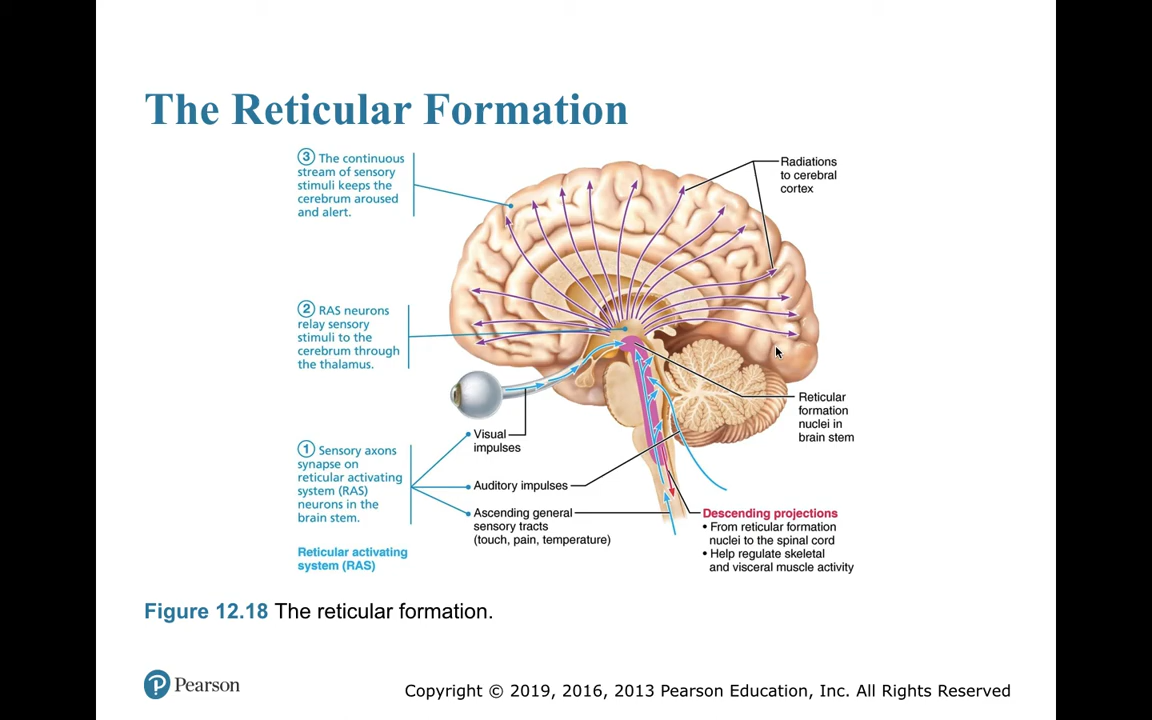 The Reticular Formation
③ The continuous
stream of sensory
stimuli keeps the
cerebrum aroused
and alert.
Radiations
to cerebral
cortex
② RAS neurons
relay sensory
stimuli to the
cerebrum through
the thalamus.
Reticular
formation
nuclei in
brain stem
① Sensory axons
synapse on
reticular activating
system (RAS)
neurons in the
brain stem.
Visual
impulses
Auditory impulses
Ascending general
sensory tracts
(touch, pain, temperature)
Descending projections
• From reticular formation
nuclei to the spinal cord
• Help regulate skeletal
and visceral muscle activity
Reticular activating
system (RAS)
Figure 12.18 The reticular formation.
P Pearson
Copyright © 2019, 2016, 2013 Pearson Education, Inc. All Rights Reserved